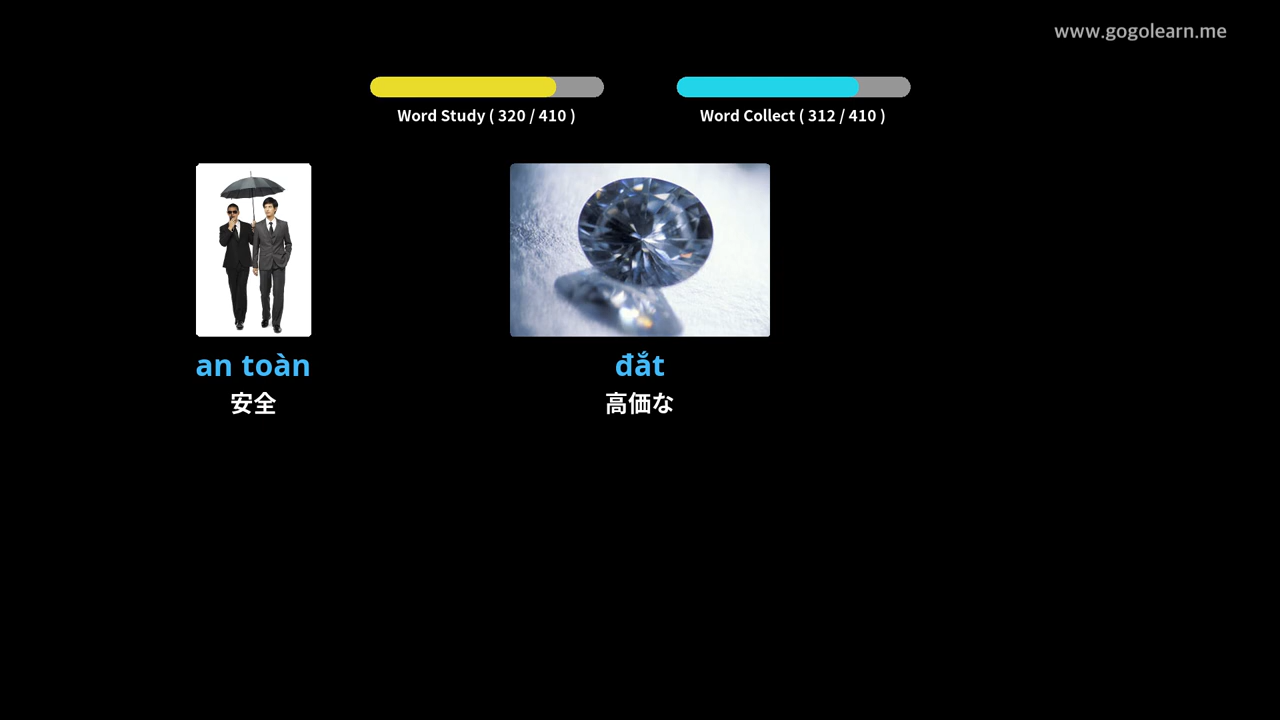 www.gogolearn.me
Word Study ( 320 / 410 )
Word Collect ( 312 / 410 )
an toàn
安全
đắt
高価な